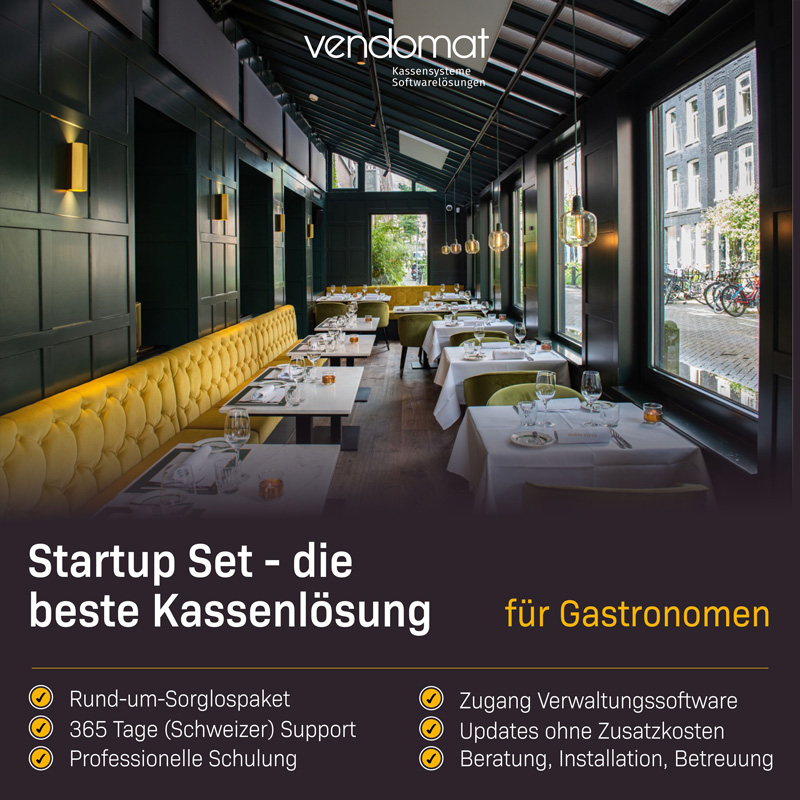 vendomat
Kassensysteme
Softwarelösungen
Startup Set - die
beste Kassenlösung
für Gastronomen
Rund-um-Sorglospaket
365 Tage (Schweizer) Support
Professionelle Schulung
Zugang Verwaltungssoftware
Updates ohne Zusatzkosten
Beratung, Installation, Betreuung